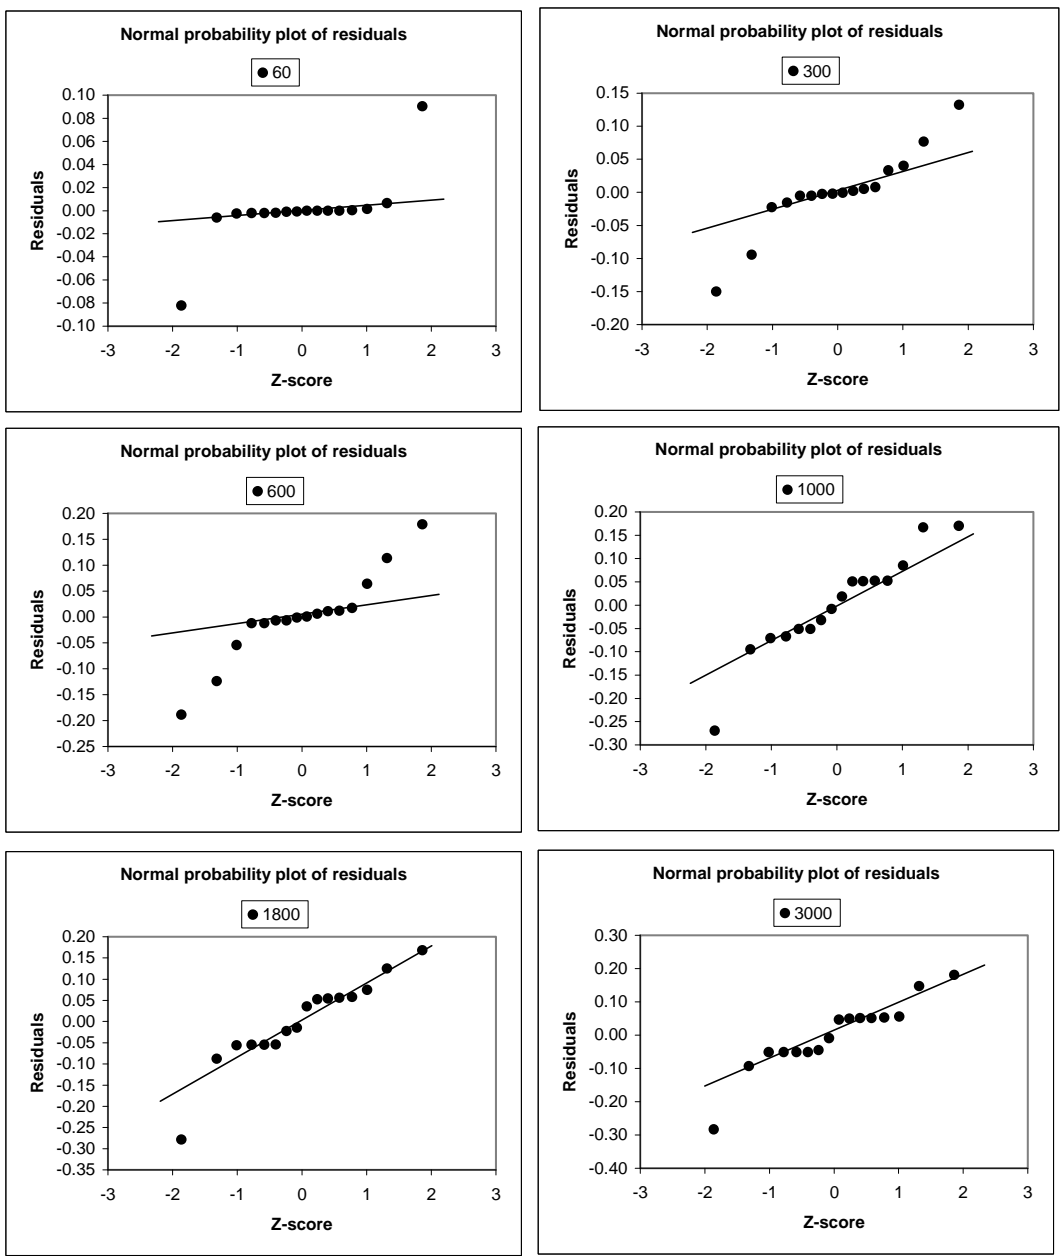 Normal probability plot of residuals
● 60
0.10
0.08
0.06
0.04
0.02
0.00
-0.02
-0.04
-0.06
-0.08
-0.10
Residuals
-3 -2 -1 0 1 2 3
Z-score
Normal probability plot of residuals
● 300
0.15
0.10
0.05
0.00
-0.05
-0.10
-0.15
-0.20
Residuals
-3 -2 -1 0 1 2 3
Z-score
Normal probability plot of residuals
● 600
0.20
0.15
0.10
0.05
0.00
-0.05
-0.10
-0.15
-0.20
-0.25
Residuals
-3 -2 -1 0 1 2 3
Z-score
Normal probability plot of residuals
● 1000
0.20
0.15
0.10
0.05
0.00
-0.05
-0.10
-0.15
-0.20
-0.25
-0.30
Residuals
-3 -2 -1 0 1 2 3
Z-score
Normal probability plot of residuals
● 1800
0.20
0.15
0.10
0.05
0.00
-0.05
-0.10
-0.15
-0.20
-0.25
-0.30
-0.35
Residuals
-3 -2 -1 0 1 2 3
Z-score
Normal probability plot of residuals
● 3000
0.30
0.20
0.10
0.00
-0.10
-0.20
-0.30
-0.40
Residuals
-3 -2 -1 0 1 2 3
Z-score